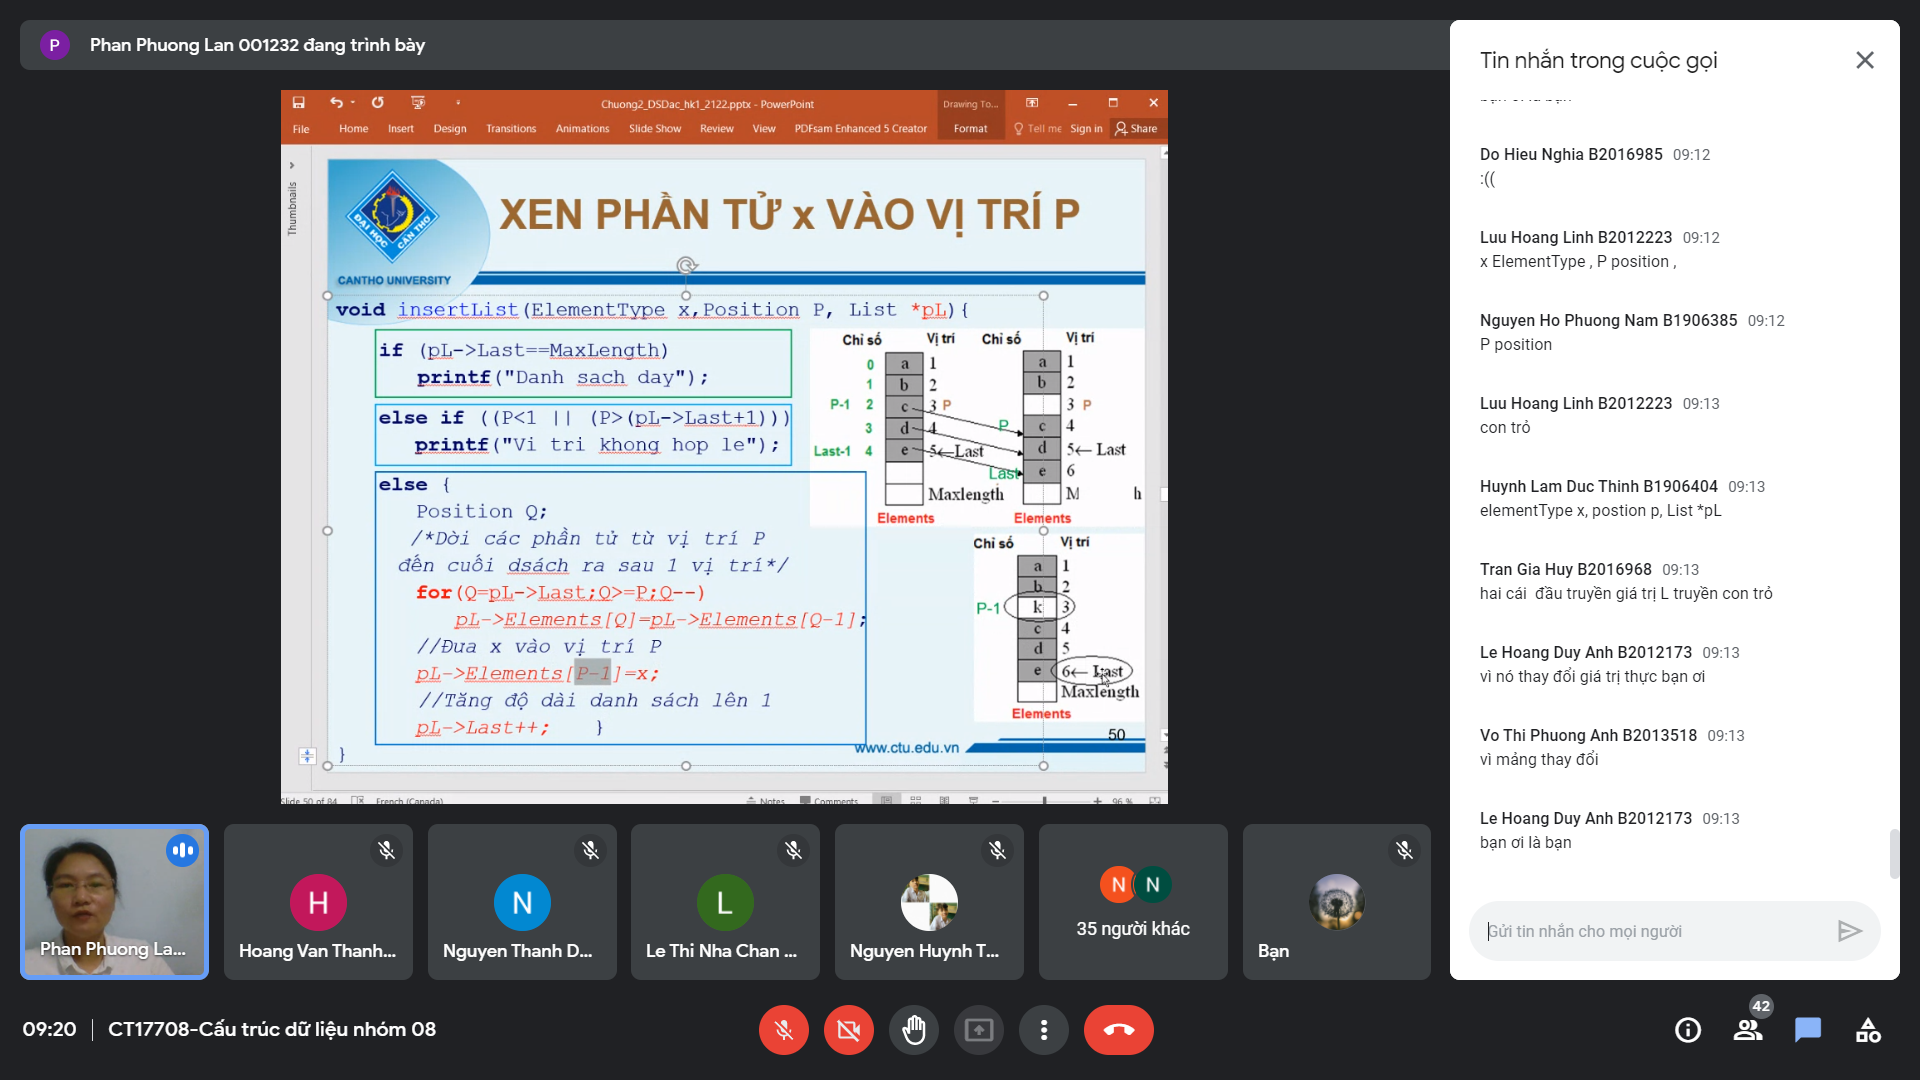 P
Phan Phuong Lan 001232 đang trình bày
Chuong2_DSDac_hk1_2122.pptx - PowerPoint
Drawing To...
File
Home
Insert
Design
Transitions
Animations
Slide Show
Review
View
PDFsam Enhanced 5 Creator
Format
Tell me
Sign in
Share
Thumbnails
ĐẠI HỌC CẦN THƠ
CANTHO UNIVERSITY
XEN PHẦN TỬ x VÀO VỊ TRÍ P
void insertList(ElementType x,Position P, List *pL){
if (pL->Last==MaxLength)
printf("Danh sach day");
else if ((P<1 || (P>(pL->Last+1)))
printf("Vi tri khong hop le");
else {
Position Q;
/*Dời các phần tử từ vị trí P
đến cuối dsách ra sau 1 vị trí*/
for(Q=pL->Last;Q>=P;Q--)
pL->Elements[Q]=pL->Elements[Q-1];
//Đưa x vào vị trí P
pL->Elements[P-1]=x;
//Tăng độ dài danh sách lên 1
pL->Last++; }
}
Chỉ số Vị trí
0 a 1
1 b 2
P-1 2 c 3 P
3 d 4
Last-1 4 e 5←Last
Maxlength
Elements
Chỉ số Vị trí
a 1
b 2
3 P
P c 4
d 5← Last
Last e 6
M h
Elements
Chỉ số Vị trí
a 1
b 2
P-1 k 3
c 4
d 5
e 6← Last
Maxlength
Elements
50
www.ctu.edu.vn
Slide 50 of 84
French (Canada)
Notes
Comments
96 %
Phan Phuong La...
H
Hoang Van Thanh...
N
Nguyen Thanh D...
L
Le Thi Nha Chan ...
Nguyen Huynh T...
N N
35 người khác
Bạn
09:20
CT17708-Cấu trúc dữ liệu nhóm 08
42
Tin nhắn trong cuộc gọi
bạn ơi là bạn
Do Hieu Nghia B2016985 09:12
:((
Luu Hoang Linh B2012223 09:12
x ElementType , P position ,
Nguyen Ho Phuong Nam B1906385 09:12
P position
Luu Hoang Linh B2012223 09:13
con trỏ
Huynh Lam Duc Thinh B1906404 09:13
elementType x, postion p, List *pL
Tran Gia Huy B2016968 09:13
hai cái đầu truyền giá trị L truyền con trỏ
Le Hoang Duy Anh B2012173 09:13
vì nó thay đổi giá trị thực bạn ơi
Vo Thi Phuong Anh B2013518 09:13
vì mảng thay đổi
Le Hoang Duy Anh B2012173 09:13
bạn ơi là bạn
Gửi tin nhắn cho mọi người